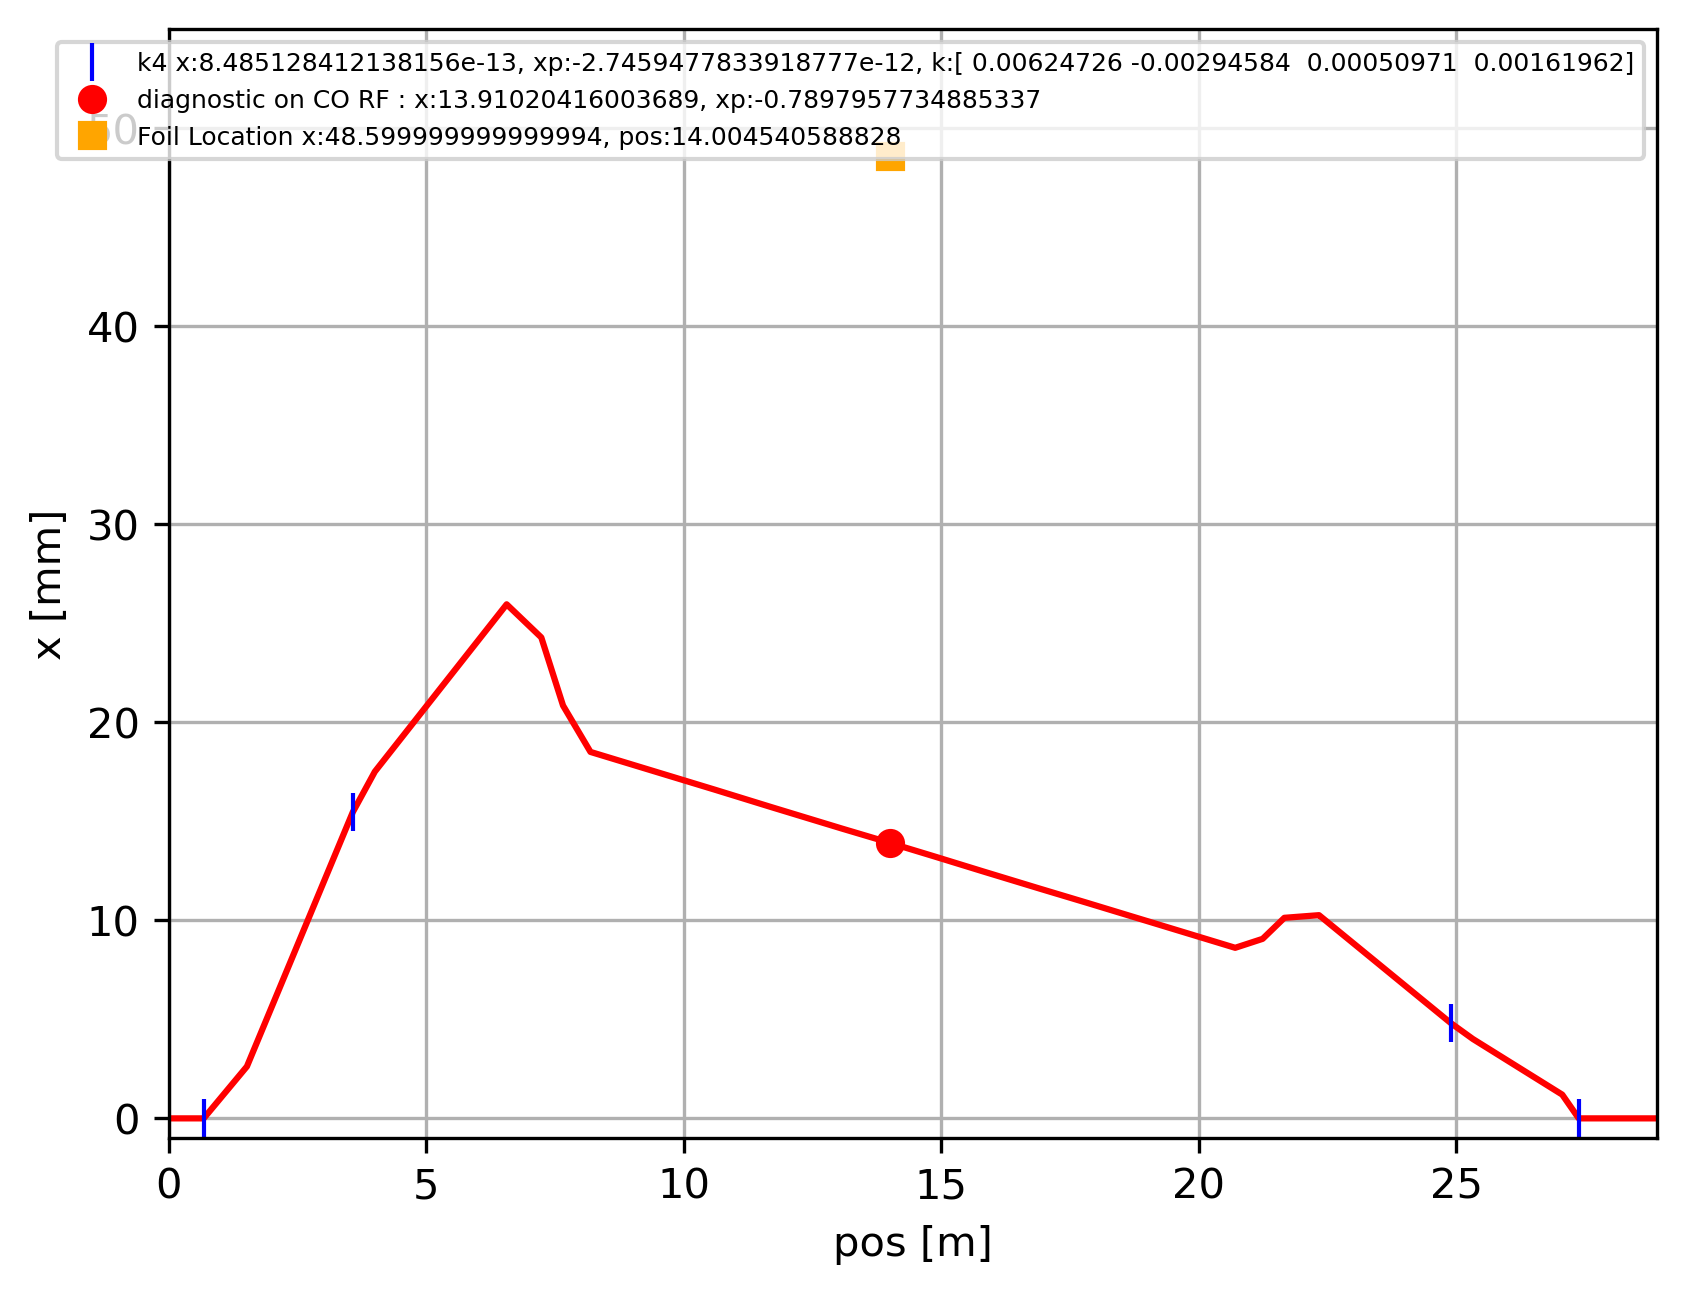 k4 x:8.485128412138156e-13, xp:-2.7459477833918777e-12, k:[ 0.00624726 -0.00294584  0.00050971  0.00161962]
diagnostic on CO RF : x:13.91020416003689, xp:-0.7897957734885337
Foil Location x:48.599999999999994, pos:14.004540588828
50
40
30
20
10
0
x [mm]
0 5 10 15 20 25
pos [m]